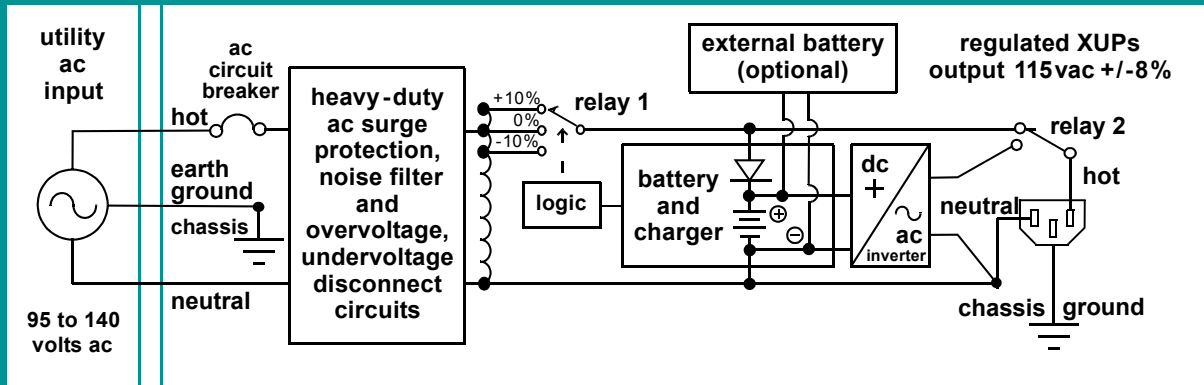 utility
ac
input
ac
circuit
breaker
hot
earth
ground
chassis
neutral
95 to 140
volts ac
heavy-duty
ac surge
protection,
noise filter
and
overvoltage,
undervoltage
disconnect
circuits
+10%
0%
-10%
relay 1
logic
external battery
(optional)
battery
and
charger
+
−
dc
+
ac
inverter
regulated XUPs
output 115vac +/-8%
relay 2
hot
neutral
chassis
ground